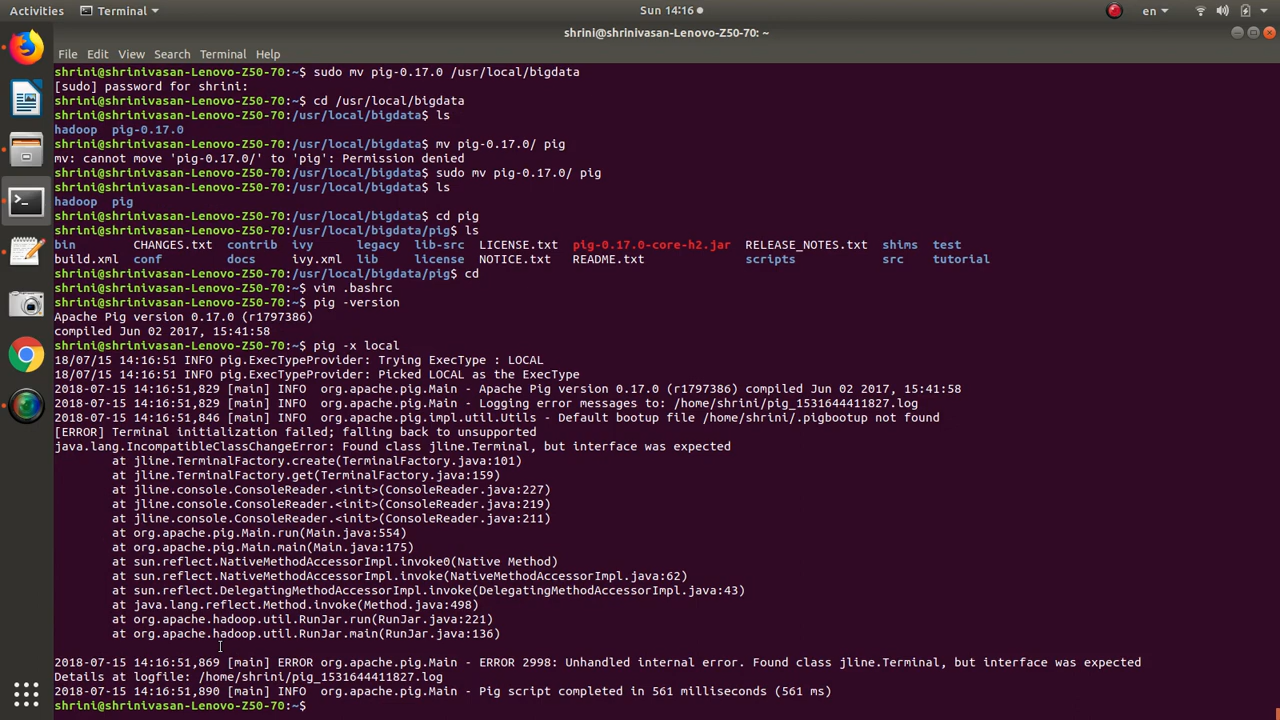 Activities Terminal Sun 14:16 en
shrini@shrinivasan-Lenovo-Z50-70: ~
File Edit View Search Terminal Help
shrini@shrinivasan-Lenovo-Z50-70:~$ sudo mv pig-0.17.0 /usr/local/bigdata
[sudo] password for shrini:
shrini@shrinivasan-Lenovo-Z50-70:~$ cd /usr/local/bigdata
shrini@shrinivasan-Lenovo-Z50-70:/usr/local/bigdata$ ls
hadoop pig-0.17.0
shrini@shrinivasan-Lenovo-Z50-70:/usr/local/bigdata$ mv pig-0.17.0/ pig
mv: cannot move 'pig-0.17.0/' to 'pig': Permission denied
shrini@shrinivasan-Lenovo-Z50-70:/usr/local/bigdata$ sudo mv pig-0.17.0/ pig
shrini@shrinivasan-Lenovo-Z50-70:/usr/local/bigdata$ ls
hadoop pig
shrini@shrinivasan-Lenovo-Z50-70:/usr/local/bigdata$ cd pig
shrini@shrinivasan-Lenovo-Z50-70:/usr/local/bigdata/pig$ ls
bin CHANGES.txt contrib ivy legacy lib-src LICENSE.txt pig-0.17.0-core-h2.jar RELEASE_NOTES.txt shims test
build.xml conf docs ivy.xml lib license NOTICE.txt README.txt scripts src tutorial
shrini@shrinivasan-Lenovo-Z50-70:/usr/local/bigdata/pig$ cd
shrini@shrinivasan-Lenovo-Z50-70:~$ vim .bashrc
shrini@shrinivasan-Lenovo-Z50-70:~$ pig -version
Apache Pig version 0.17.0 (r1797386)
compiled Jun 02 2017, 15:41:58
shrini@shrinivasan-Lenovo-Z50-70:~$ pig -x local
18/07/15 14:16:51 INFO pig.ExecTypeProvider: Trying ExecType : LOCAL
18/07/15 14:16:51 INFO pig.ExecTypeProvider: Picked LOCAL as the ExecType
2018-07-15 14:16:51,829 [main] INFO  org.apache.pig.Main - Apache Pig version 0.17.0 (r1797386) compiled Jun 02 2017, 15:41:58
2018-07-15 14:16:51,829 [main] INFO  org.apache.pig.Main - Logging error messages to: /home/shrini/pig_1531644411827.log
2018-07-15 14:16:51,846 [main] INFO  org.apache.pig.impl.util.Utils - Default bootup file /home/shrini/.pigbootup not found
[ERROR] Terminal initialization failed; falling back to unsupported
java.lang.IncompatibleClassChangeError: Found class jline.Terminal, but interface was expected
at jline.TerminalFactory.create(TerminalFactory.java:101)
at jline.TerminalFactory.get(TerminalFactory.java:159)
at jline.console.ConsoleReader.<init>(ConsoleReader.java:227)
at jline.console.ConsoleReader.<init>(ConsoleReader.java:219)
at jline.console.ConsoleReader.<init>(ConsoleReader.java:211)
at org.apache.pig.Main.run(Main.java:554)
at org.apache.pig.Main.main(Main.java:175)
at sun.reflect.NativeMethodAccessorImpl.invoke0(Native Method)
at sun.reflect.NativeMethodAccessorImpl.invoke(NativeMethodAccessorImpl.java:62)
at sun.reflect.DelegatingMethodAccessorImpl.invoke(DelegatingMethodAccessorImpl.java:43)
at java.lang.reflect.Method.invoke(Method.java:498)
at org.apache.hadoop.util.RunJar.run(RunJar.java:221)
at org.apache.hadoop.util.RunJar.main(RunJar.java:136)
2018-07-15 14:16:51,869 [main] ERROR org.apache.pig.Main - ERROR 2998: Unhandled internal error. Found class jline.Terminal, but interface was expected
Details at logfile: /home/shrini/pig_1531644411827.log
2018-07-15 14:16:51,890 [main] INFO  org.apache.pig.Main - Pig script completed in 561 milliseconds (561 ms)
shrini@shrinivasan-Lenovo-Z50-70:~$